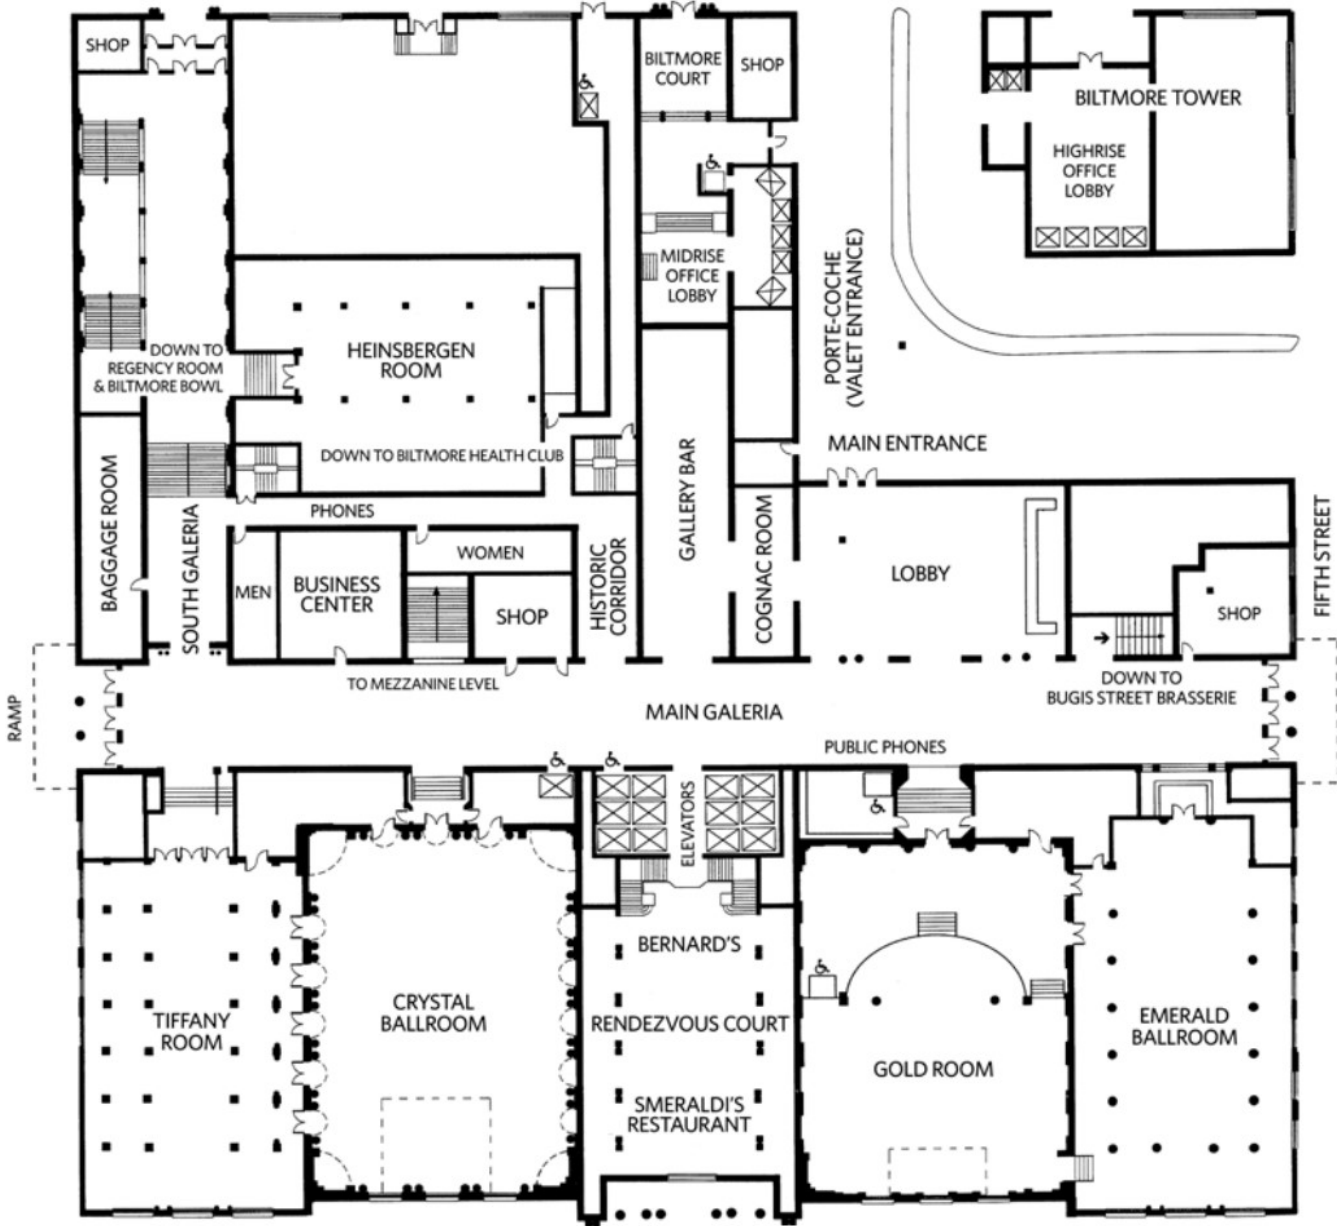 SHOP
BILTMORE
COURT
SHOP
BILTMORE TOWER
HIGHRISE
OFFICE
LOBBY
MIDRISE
OFFICE
LOBBY
PORTE-COCHE
(VALET ENTRANCE)
DOWN TO
REGENCY ROOM
& BILTMORE BOWL
HEINSBERGEN
ROOM
MAIN ENTRANCE
DOWN TO BILTMORE HEALTH CLUB
BAGGAGE ROOM
SOUTH GALERIA
PHONES
GALLERY BAR
COGNAC ROOM
LOBBY
FIFTH STREET
WOMEN
MEN
BUSINESS
CENTER
SHOP
HISTORIC
CORRIDOR
SHOP
TO MEZZANINE LEVEL
DOWN TO
BUGIS STREET BRASSERIE
RAMP
MAIN GALERIA
PUBLIC PHONES
ELEVATORS
BERNARD'S
TIFFANY
ROOM
CRYSTAL
BALLROOM
RENDEZVOUS COURT
EMERALD
BALLROOM
GOLD ROOM
SMERALDI'S
RESTAURANT